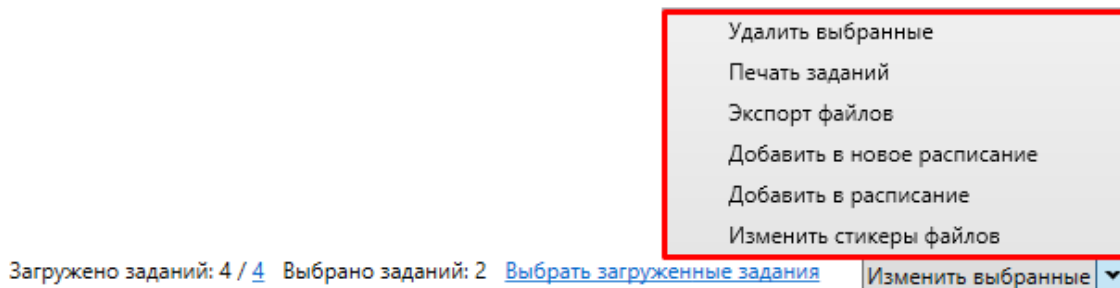 Удалить выбранные
Печать заданий
Экспорт файлов
Добавить в новое расписание
Добавить в расписание
Изменить стикеры файлов
Загружено заданий: 4 / 4 Выбрано заданий: 2 Выбрать загруженные задания Изменить выбранные